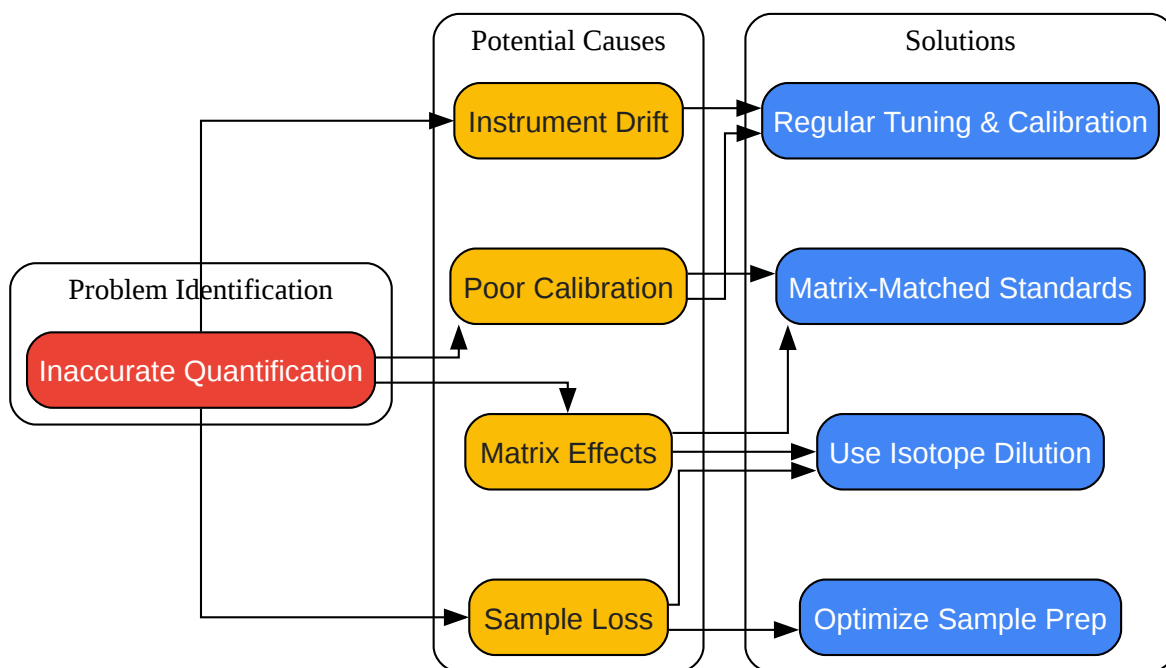 Potential Causes
Solutions
Instrument Drift
Regular Tuning & Calibration
Problem Identification
Poor Calibration
Matrix-Matched Standards
Inaccurate Quantification
Matrix Effects
Use Isotope Dilution
Sample Loss
Optimize Sample Prep